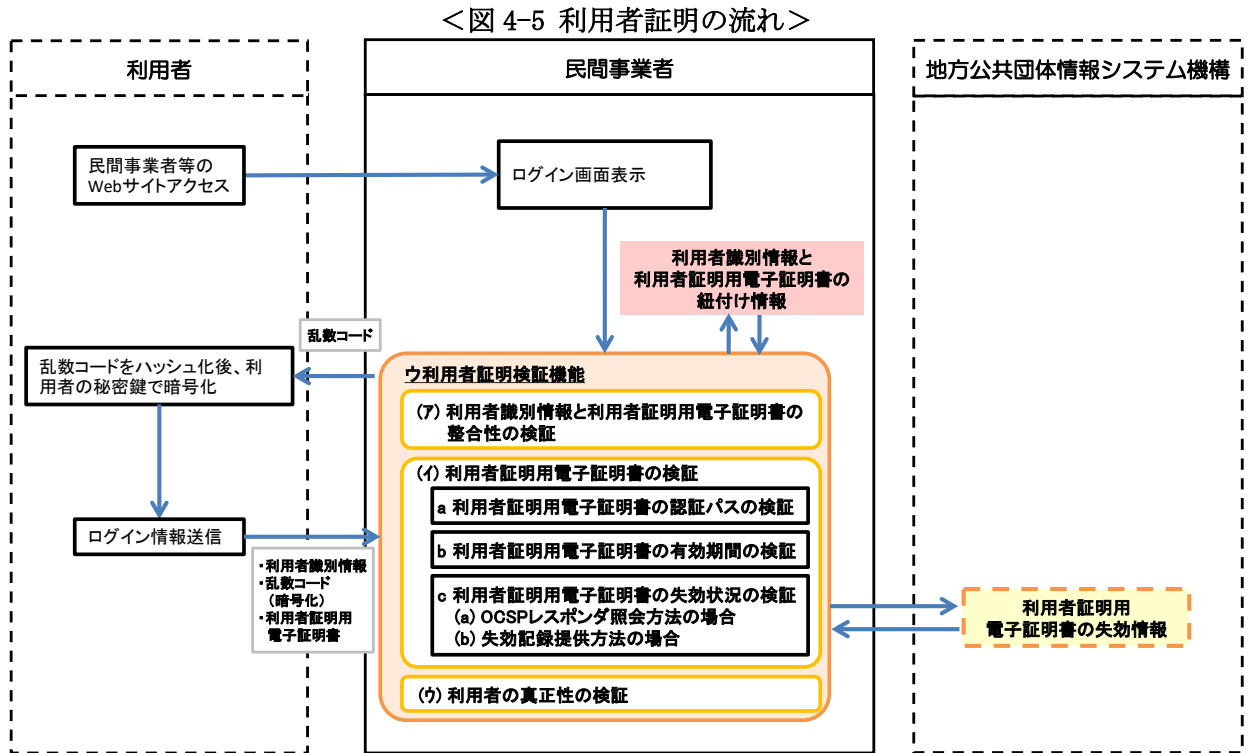 ＜図 4-5 利用者証明の流れ＞
利用者
民間事業者
地方公共団体情報システム機構
民間事業者等の
Webサイトアクセス
ログイン画面表示
利用者識別情報と
利用者証明用電子証明書の
紐付け情報
乱数コード
乱数コードをハッシュ化後、利
用者の秘密鍵で暗号化
ログイン情報送信
・利用者識別情報
・乱数コード
（暗号化）
・利用者証明用
電子証明書
ウ利用者証明検証機能
(ア) 利用者識別情報と利用者証明用電子証明書の
整合性の検証
(イ) 利用者証明用電子証明書の検証
a 利用者証明用電子証明書の認証パスの検証
b 利用者証明用電子証明書の有効期間の検証
c 利用者証明用電子証明書の失効状況の検証
(a) OCSPレスポンダ照会方法の場合
(b) 失効記録提供方法の場合
(ウ) 利用者の真正性の検証
利用者証明用
電子証明書の失効情報